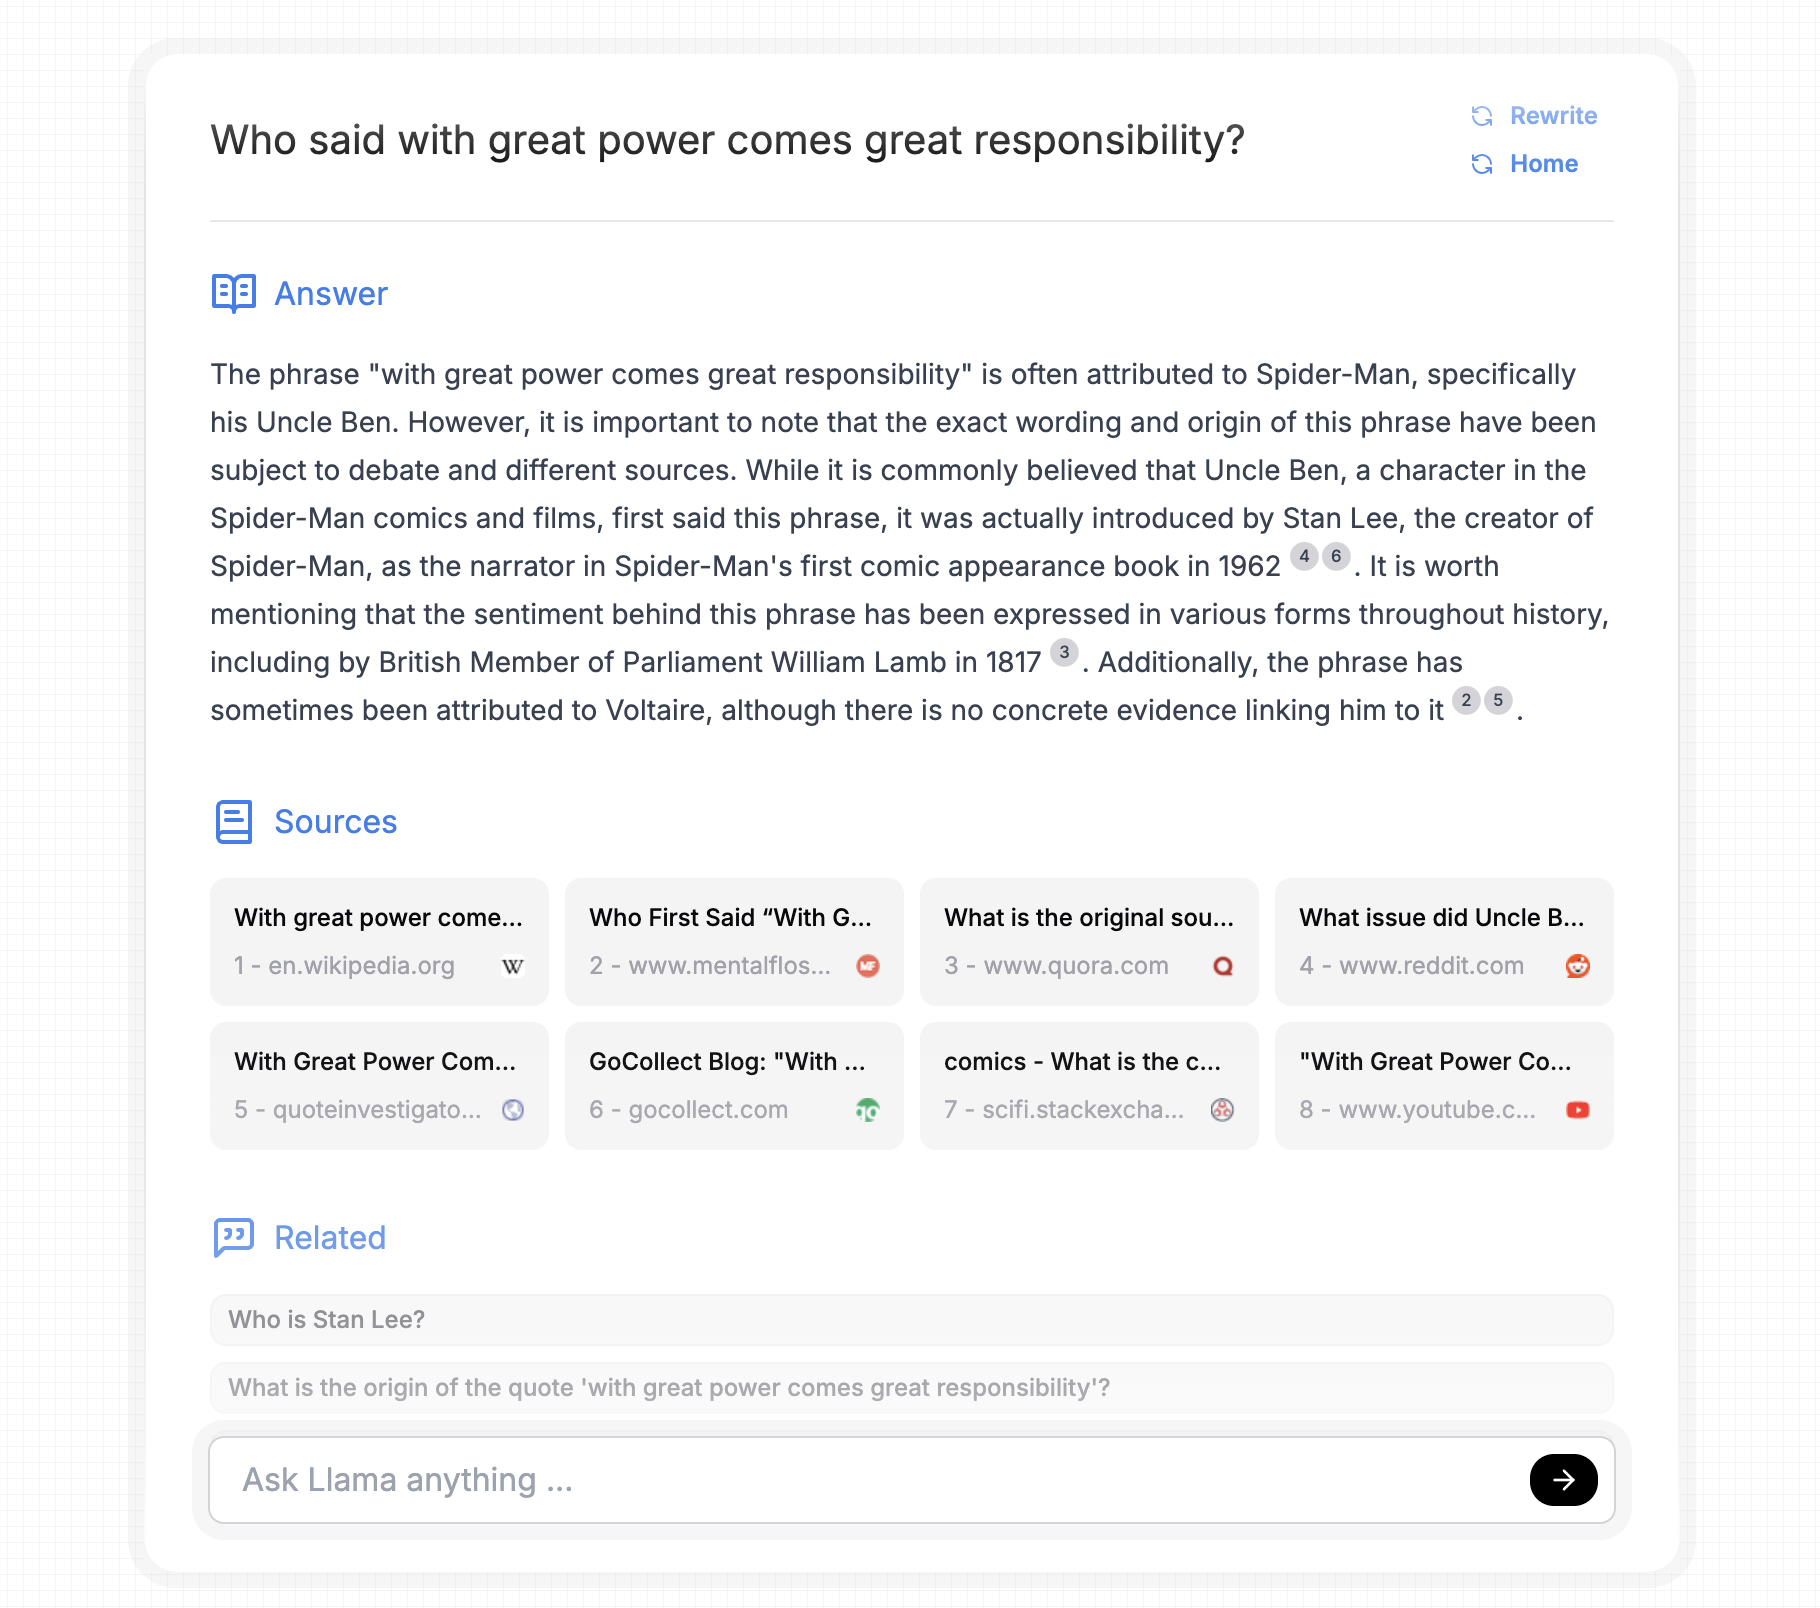 Who said with great power comes great responsibility?
Rewrite
Home
Answer
The phrase "with great power comes great responsibility" is often attributed to Spider-Man, specifically
his Uncle Ben. However, it is important to note that the exact wording and origin of this phrase have been
subject to debate and different sources. While it is commonly believed that Uncle Ben, a character in the
Spider-Man comics and films, first said this phrase, it was actually introduced by Stan Lee, the creator of
Spider-Man, as the narrator in Spider-Man's first comic appearance book in 1962 4 6 . It is worth
mentioning that the sentiment behind this phrase has been expressed in various forms throughout history,
including by British Member of Parliament William Lamb in 1817 3 . Additionally, the phrase has
sometimes been attributed to Voltaire, although there is no concrete evidence linking him to it 2 5 .
Sources
With great power come...
1 - en.wikipedia.org W
Who First Said “With G...
2 - www.mentalflos... MF
What is the original sou...
3 - www.quora.com Q
What issue did Uncle B...
4 - www.reddit.com
With Great Power Com...
5 - quoteinvestigato...
GoCollect Blog: "With ...
6 - gocollect.com go
comics - What is the c...
7 - scifi.stackexcha...
"With Great Power Co...
8 - www.youtube.c...
Related
Who is Stan Lee?
What is the origin of the quote 'with great power comes great responsibility'?
Ask Llama anything ...